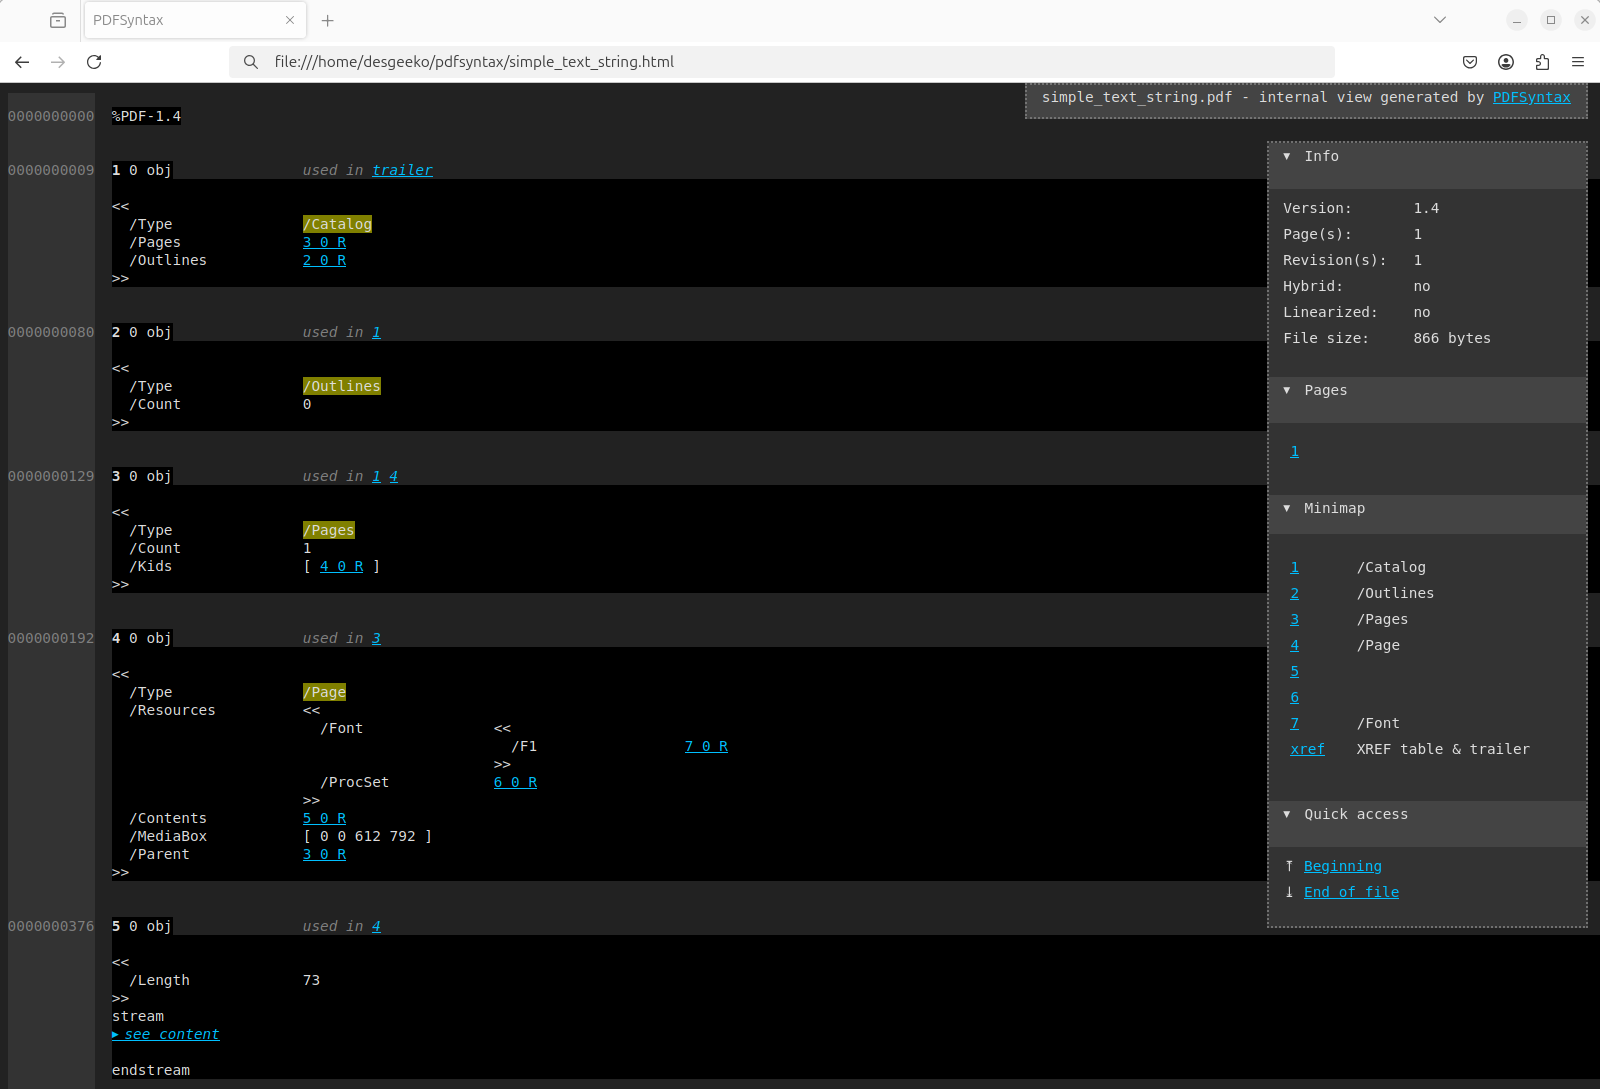 PDFSyntax
file:///home/desgeeko/pdfsyntax/simple_text_string.html
simple_text_string.pdf - internal view generated by PDFSyntax
0000000000 %PDF-1.4
0000000009 1 0 obj used in trailer
<<
/Type /Catalog
/Pages 3 0 R
/Outlines 2 0 R
>>
0000000080 2 0 obj used in 1
<<
/Type /Outlines
/Count 0
>>
0000000129 3 0 obj used in 1 4
<<
/Type /Pages
/Count 1
/Kids [ 4 0 R ]
>>
0000000192 4 0 obj used in 3
<<
/Type /Page
/Resources <<
/Font <<
/F1 7 0 R
>>
/ProcSet 6 0 R
>>
/Contents 5 0 R
/MediaBox [ 0 0 612 792 ]
/Parent 3 0 R
>>
0000000376 5 0 obj used in 4
<<
/Length 73
>>
stream
▸ see content
endstream
▼ Info
Version: 1.4
Page(s): 1
Revision(s): 1
Hybrid: no
Linearized: no
File size: 866 bytes
▼ Pages
1
▼ Minimap
1 /Catalog
2 /Outlines
3 /Pages
4 /Page
5
6
7 /Font
xref XREF table & trailer
▼ Quick access
⤒ Beginning
⤓ End of file